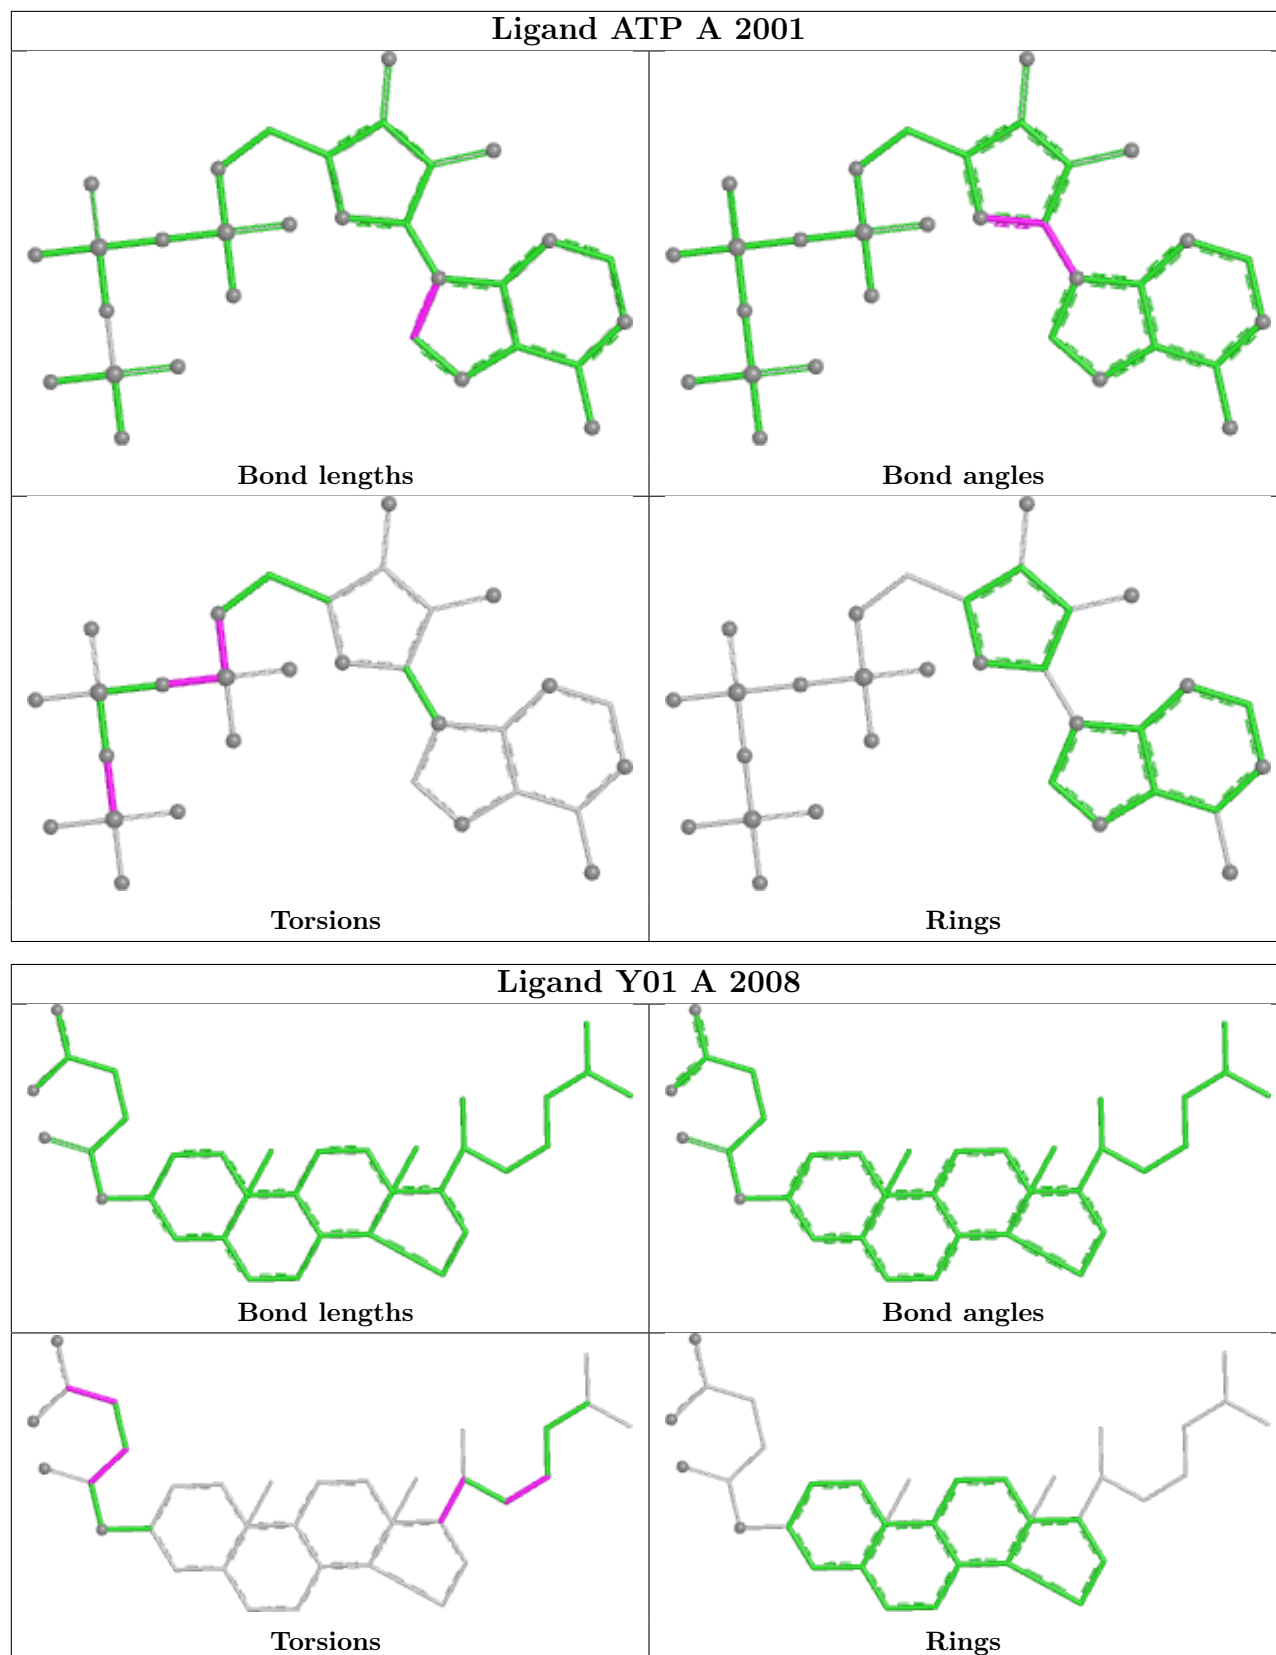 Ligand ATP A 2001
Bond lengths
Bond angles
Torsions
Rings
Ligand Y01 A 2008
Bond lengths
Bond angles
Torsions
Rings